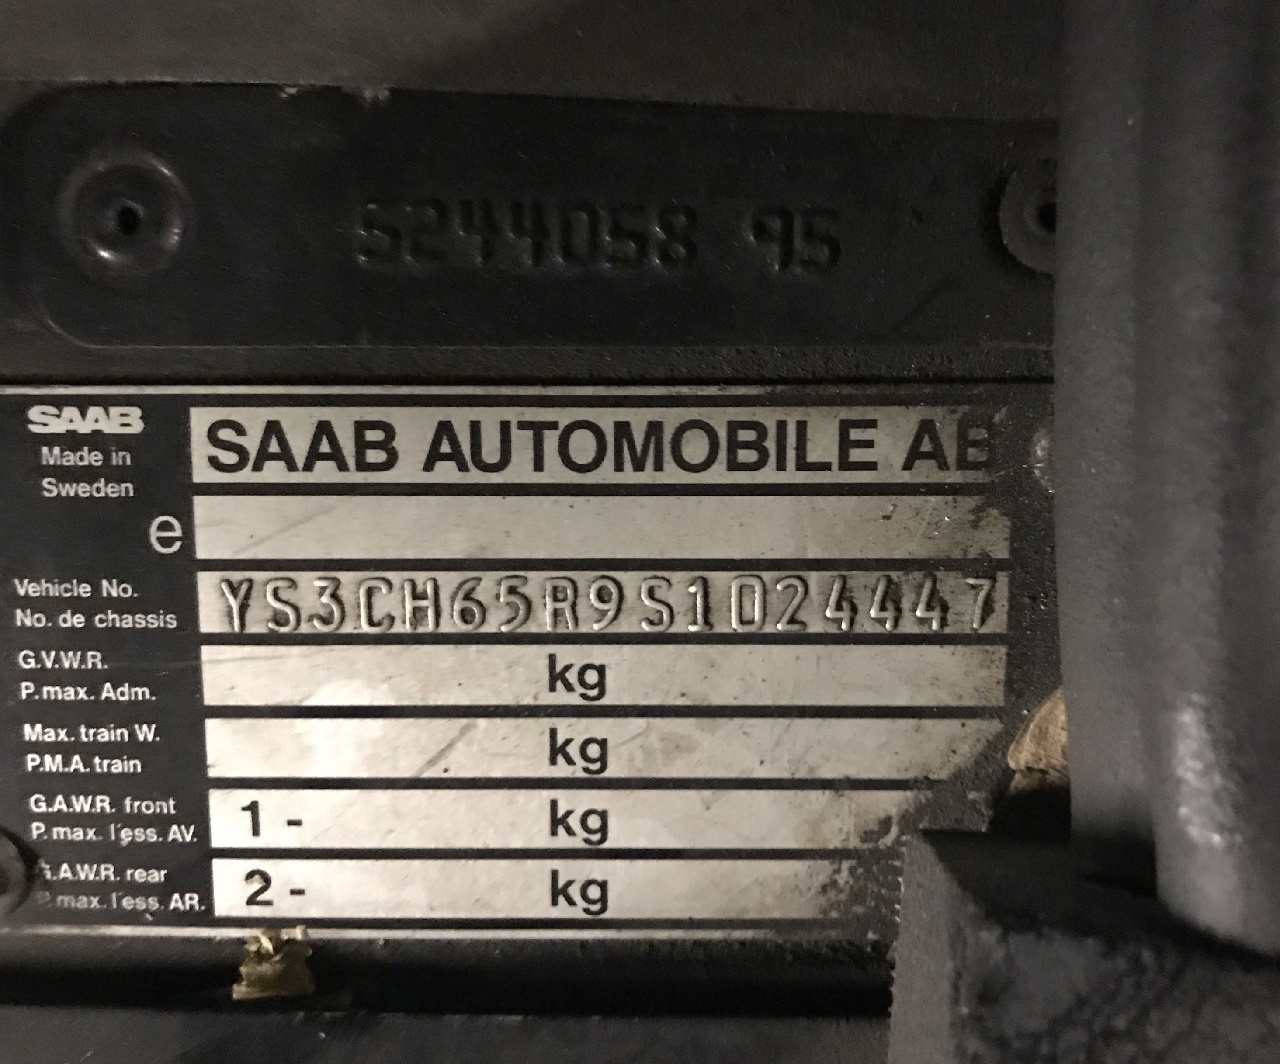 5244058 95
SAAB
Made in
Sweden
SAAB AUTOMOBILE AB
e
Vehicle No.
No. de chassis
YS3CH65R9S1024447
G.V.W.R.
P. max. Adm.
kg
Max. train W.
P.M.A. train
kg
G.A.W.R. front
P. max. l'ess. AV.
1 - kg
G.A.W.R. rear
P. max. l'ess. AR.
2 - kg